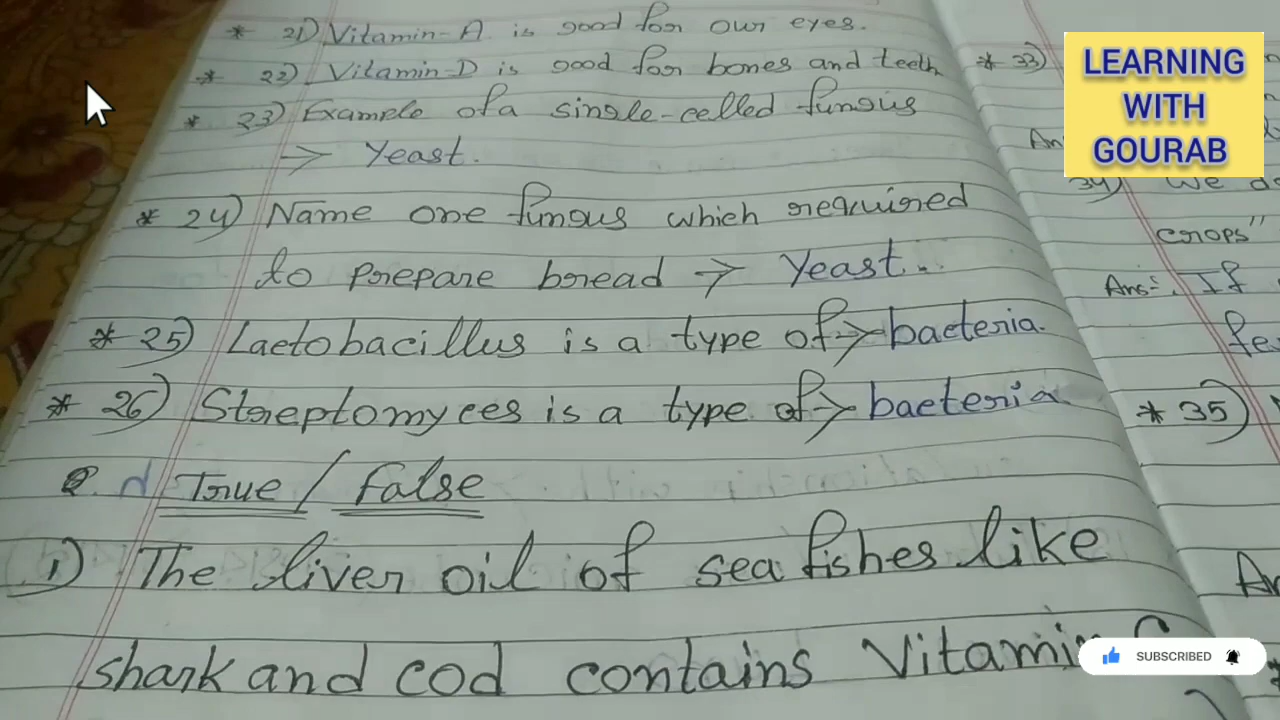 * 21) Vitamin-A is good for our eyes.
* 22) Vitamin-D is good for bones and teeth
* 23) Example of a single-celled fungus
→ Yeast.
* 24) Name one fungus which required
to prepare bread → Yeast..
* 25) Lactobacillus is a type of → bacteria.
* 26) Streptomyces is a type of → bacteria.
Q. d True / False
1) The liver oil of sea fishes like
shark and cod contains Vitamin
* 33)
An
34) We do
crops"
Ans:- If
fe
* 35)
An
LEARNING
WITH
GOURAB
SUBSCRIBED